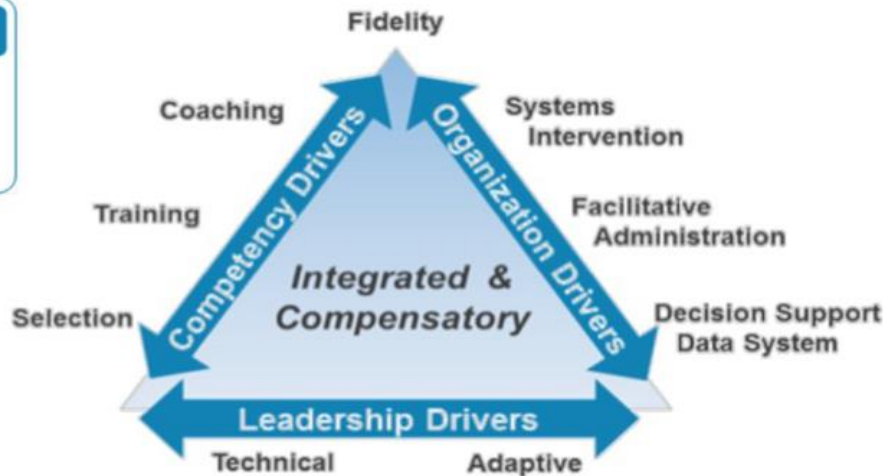 Fidelity
Coaching
Systems
Intervention
Training
Facilitative
Administration
Selection
Decision Support
Data System
Competency Drivers
Organization Drivers
Integrated &
Compensatory
Leadership Drivers
Technical
Adaptive